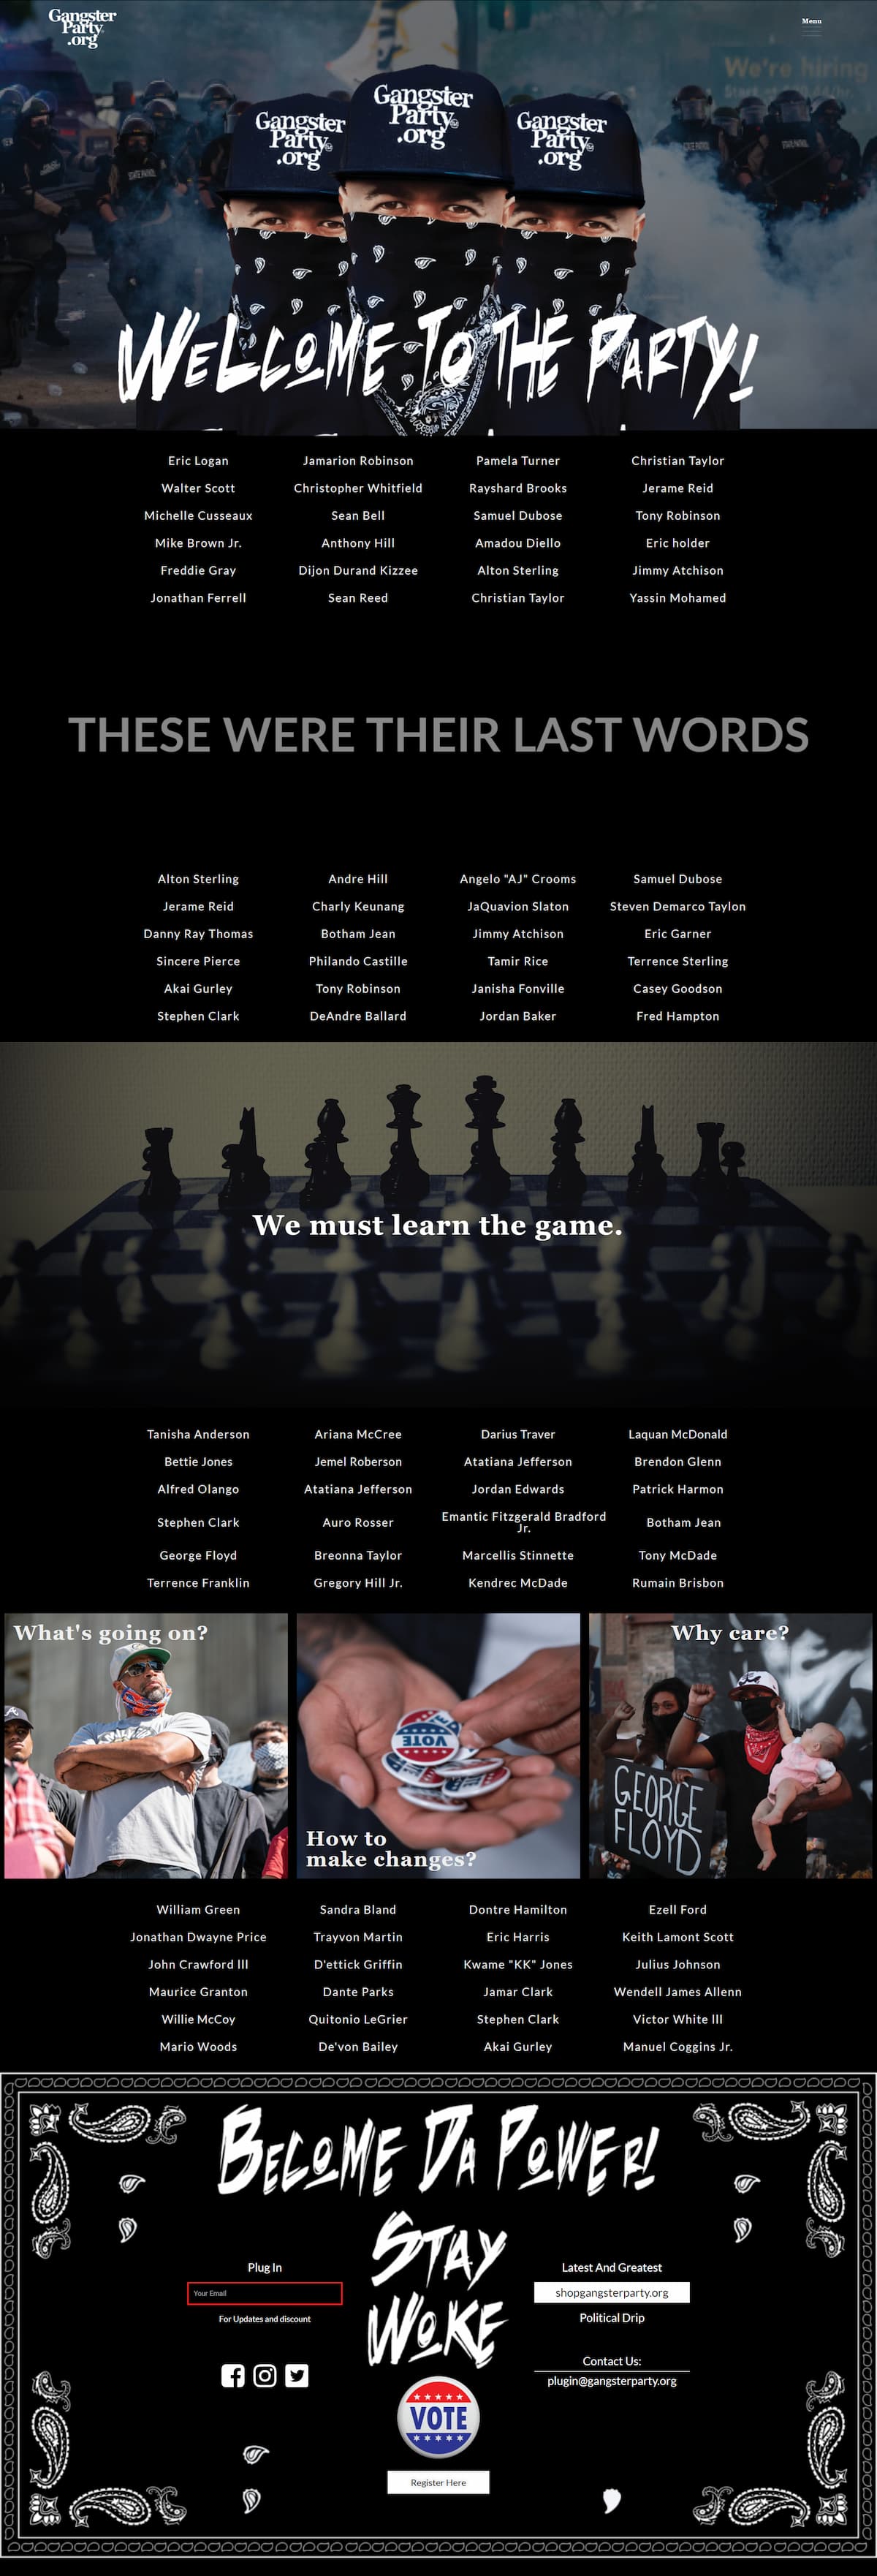 Gangster
Party
.org
Menu
We're hiring
Gangster
Party
.org
Gangster
Party
.org
Gangster
Party
.org
WELCOME TO THE PARTY!
Eric Logan Jamarion Robinson Pamela Turner Christian Taylor
Walter Scott Christopher Whitfield Rayshard Brooks Jerame Reid
Michelle Cusseaux Sean Bell Samuel Dubose Tony Robinson
Mike Brown Jr. Anthony Hill Amadou Diello Eric holder
Freddie Gray Dijon Durand Kizzee Alton Sterling Jimmy Atchison
Jonathan Ferrell Sean Reed Christian Taylor Yassin Mohamed
THESE WERE THEIR LAST WORDS
Alton Sterling Andre Hill Angelo "AJ" Crooms Samuel Dubose
Jerame Reid Charly Keunang JaQuavion Slaton Steven Demarco Taylon
Danny Ray Thomas Botham Jean Jimmy Atchison Eric Garner
Sincere Pierce Philando Castille Tamir Rice Terrence Sterling
Akai Gurley Tony Robinson Janisha Fonville Casey Goodson
Stephen Clark DeAndre Ballard Jordan Baker Fred Hampton
We must learn the game.
Tanisha Anderson Ariana McCree Darius Traver Laquan McDonald
Bettie Jones Jemel Roberson Atatiana Jefferson Brendon Glenn
Alfred Olango Atatiana Jefferson Jordan Edwards Patrick Harmon
Stephen Clark Auro Rosser Emantic Fitzgerald Bradford Jr. Botham Jean
George Floyd Breonna Taylor Marcellis Stinnette Tony McDade
Terrence Franklin Gregory Hill Jr. Kendrec McDade Rumain Brisbon
What's going on?
How to
make changes?
VOTE
Why care?
GEORGE
FLOYD
William Green Sandra Bland Dontre Hamilton Ezell Ford
Jonathan Dwayne Price Trayvon Martin Eric Harris Keith Lamont Scott
John Crawford lll D'ettick Griffin Kwame "KK" Jones Julius Johnson
Maurice Granton Dante Parks Jamar Clark Wendell James Allenn
Willie McCoy Quitonio LeGrier Stephen Clark Victor White lll
Mario Woods De'von Bailey Akai Gurley Manuel Coggins Jr.
BECOME DA POWER!
STAY
WOKE
Plug In
Your Email
For Updates and discount
Latest And Greatest
shopgangsterparty.org
Political Drip
Contact Us:
plugin@gangsterparty.org
VOTE
Register Here